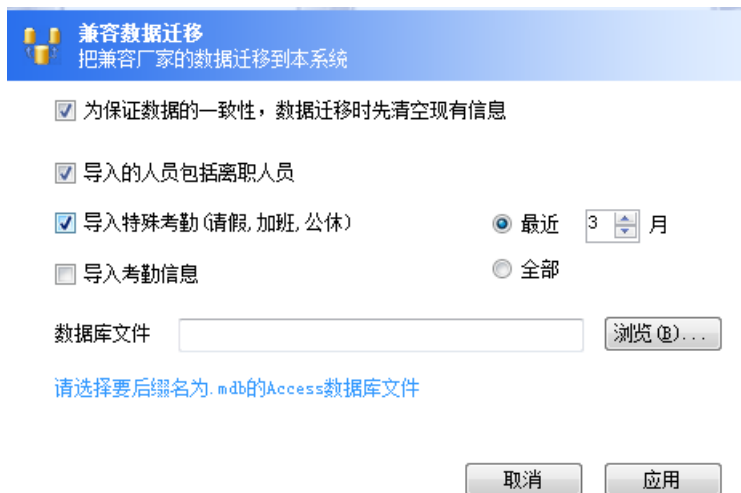 兼容数据迁移
把兼容厂家的数据迁移到本系统
为保证数据的一致性，数据迁移时先清空现有信息
导入的人员包括离职人员
导入特殊考勤(请假,加班,公休) 最近 3 月
导入考勤信息 全部
数据库文件 浏览(B)...
请选择要后缀名为.mdb的Access数据库文件
取消 应用